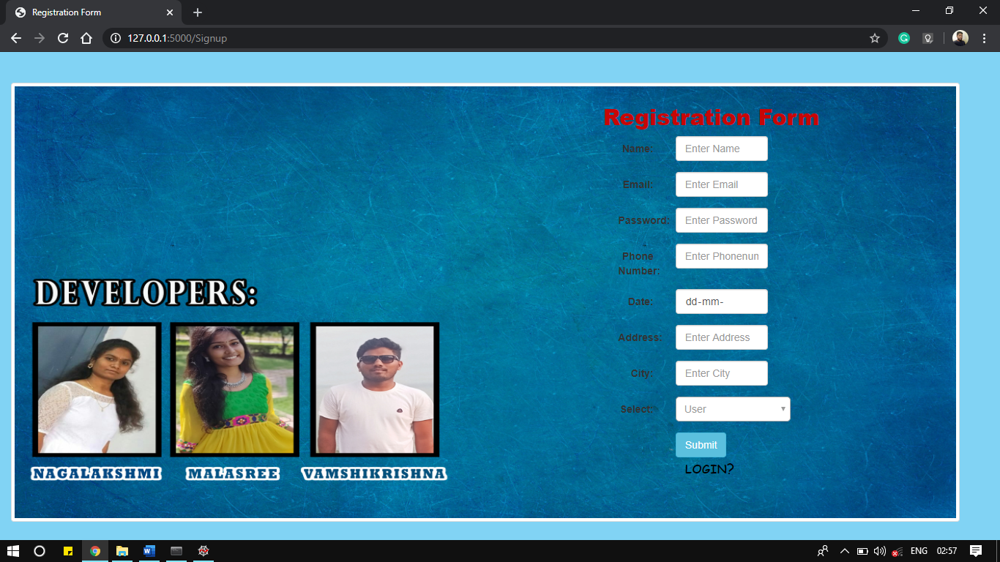 Registration Form
127.0.0.1:5000/Signup
Registration Form
Name: Enter Name
Email: Enter Email
Password: Enter Password
Phone Number: Enter Phonenum
Date: dd-mm-
Address: Enter Address
City: Enter City
Select: User
Submit
LOGIN?
DEVELOPERS:
NAGALAKSHMI MALASREE VAMSHIKRISHNA
ENG 02:57